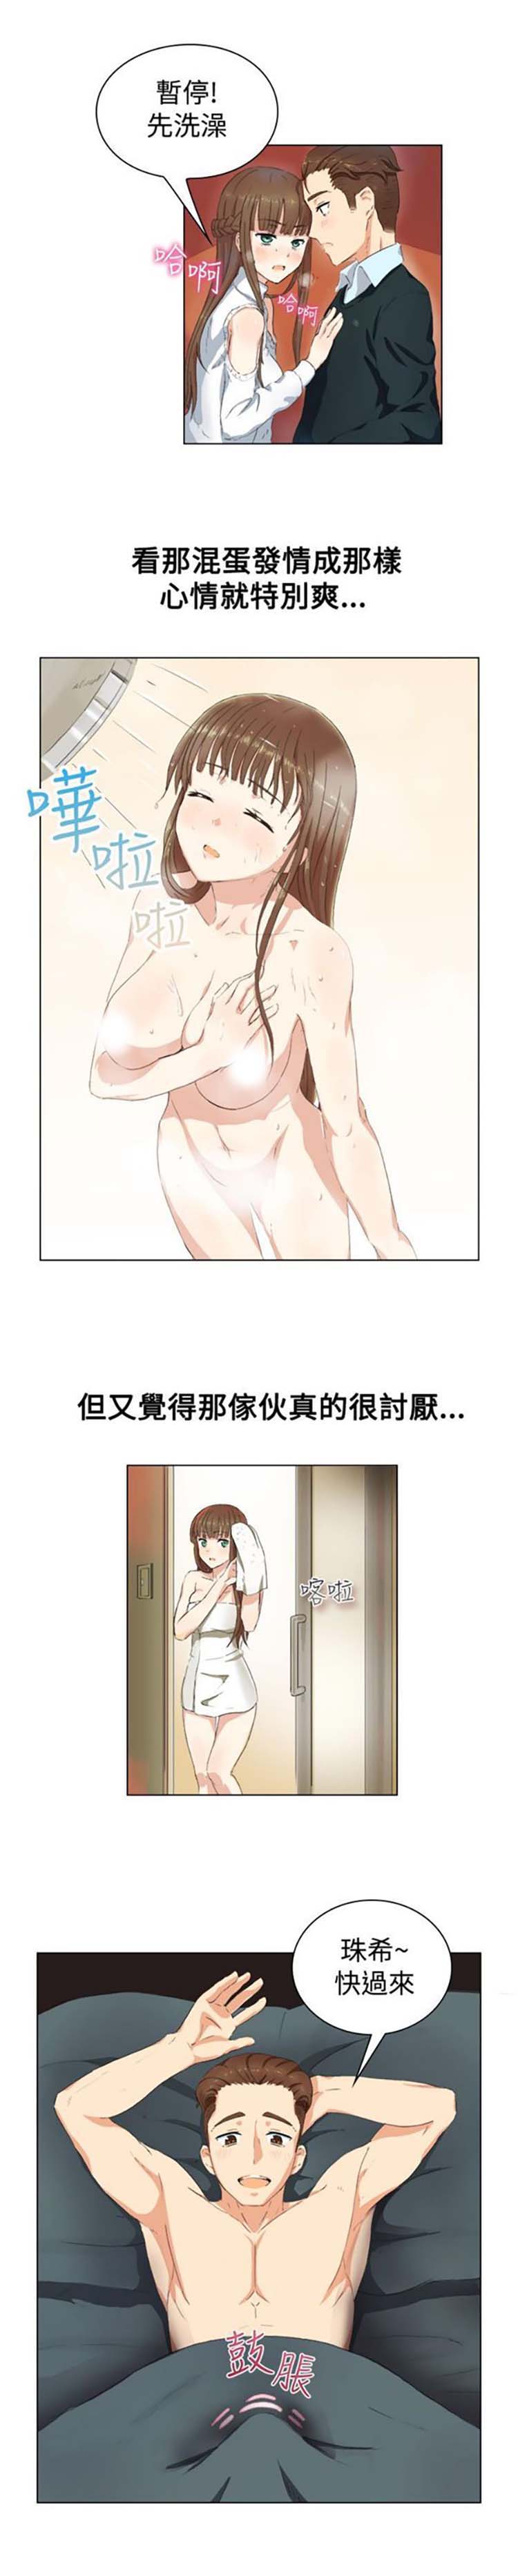 暫停!
先洗澡
哈啊
哈啊
看那混蛋發情成那樣
心情就特別爽...
嘩啦啦
但又覺得那傢伙真的很討厭...
喀啦
珠希~
快過來
鼓脹